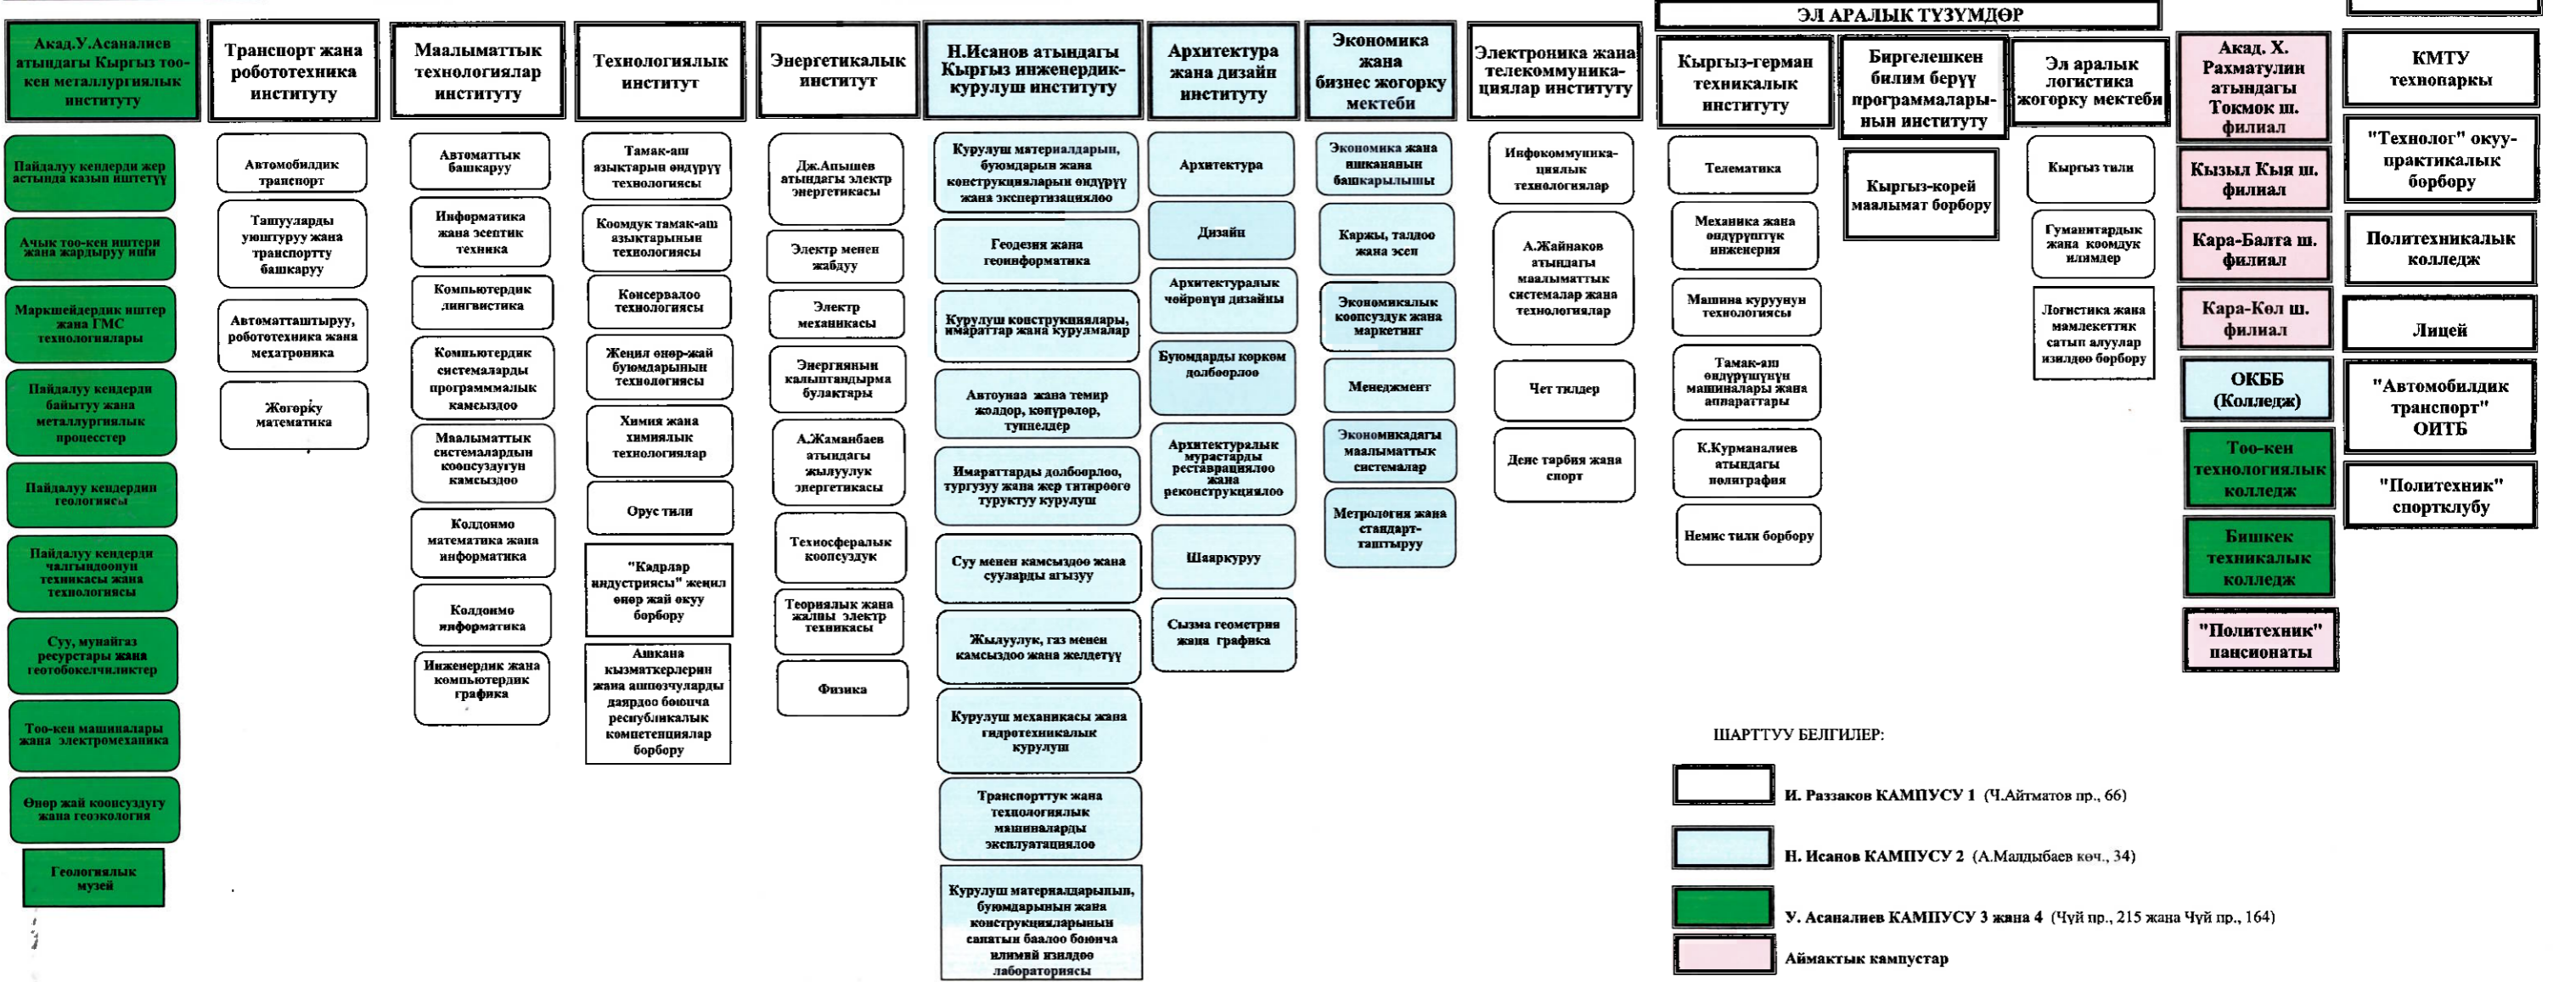 ЭЛ АРАЛЫК ТҮЗҮМДӨР
Акад.У.Асаналиев
атындагы Кыргыз тоо-
кен металлургиялык
институту
Пайдалуу кендерди жер
астында казып иштетүү
Ачык тоо-кен иштери
жана жардыруу иши
Маркшейдердик иштер
жана ГМС
технологиялары
Пайдалуу кендерди
байытуу жана
металлургиялык
процесстер
Пайдалуу кендердин
геологиясы
Пайдалуу кендерди
чалгындоонун
техникасы жана
технологиясы
Суу, мунайгаз
ресурстары жана
геотобокелчиликтер
Тоо-кен машиналары
жана электромеханика
Өнөр жай коопсуздугу
жана геоэкология
Геологиялык
музей
Транспорт жана
робототехника
институту
Автомобилдик
транспорт
Ташууларды
уюштуруу жана
транспортту
башкаруу
Автоматташтыруу,
робототехника жана
мехатроника
Жогорку
математика
Маалыматтык
технологиялар
институту
Автоматтык
башкаруу
Информатика
жана эсептик
техника
Компьютердик
лингвистика
Компьютердик
системаларды
программмалык
камсыздоо
Маалыматтык
системалардын
коопсуздугун
камсыздоо
Колдонмо
математика жана
информатика
Колдонмо
информатика
Инженердик жана
компьютердик
графика
Технологиялык
институт
Тамак-аш
азыктарын өндүрүү
технологиясы
Коомдук тамак-аш
азыктарынын
технологиясы
Консервалоо
технологиясы
Жеңил өнөр-жай
буюмдарынын
технологиясы
Химия жана
химиялык
технологиялар
Орус тили
"Кадрлар
индустриясы" жеңил
өнөр жай окуу
борбору
Ашкана
кызматкерлерин
жана ашпозчуларды
даярдоо боюнча
республикалык
компетенциялар
борбору
Энергетикалык
институт
Дж.Апышев
атындагы электр
энергетикасы
Электр менен
жабдуу
Электр
механикасы
Энергиянын
калыптандырма
булактары
А.Жаманбаев
атындагы
жылуулук
энергетикасы
Техносфералык
коопсуздук
Теориялык жана
жалпы электр
техникасы
Физика
Н.Исанов атындагы
Кыргыз инженердик-
курулуш институту
Курулуш материалдарын,
буюмдарын жана
конструкцияларын өндүрүү
жана экспертизациялоо
Геодезия жана
геоинформатика
Курулуш конструкциялары,
имараттар жана курулмалар
Автоунаа жана темир
жолдор, көпүрөлөр,
туннелдер
Имараттарды долбоорлоо,
тургузуу жана жер титирөөгө
туруктуу курулуш
Суу менен камсыздоо жана
сууларды агызуу
Жылуулук, газ менен
камсыздоо жана желдетүү
Курулуш механикасы жана
гидротехникалык
курулуш
Транспорттук жана
технологиялык
машиналарды
эксплуатациялоо
Курулуш материалдарынын,
буюмдарынын жана
конструкцияларынын
сапатын баалоо боюнча
илимий изилдөө
лабораториясы
Архитектура
жана дизайн
институту
Архитектура
Дизайн
Архитектуралык
чөйрөнүн дизайны
Буюмдарды көркөм
долбоорлоо
Архитектуралык
мурастарды
реставрациялоо
жана
реконструкциялоо
Шааркуруу
Сызма геометрия
жана графика
Экономика
жана
бизнес жогорку
мектеби
Экономика жана
ишкананын
башкарылышы
Каржы, талдоо
жана эсеп
Экономикалык
коопсуздук жана
маркетинг
Менеджмент
Экономикадагы
маалыматтык
системалар
Метрология жана
стандарт-
таштыруу
Электроника жана
телекоммуника-
циялар институту
Инфокоммуника-
циялык
технологиялар
А.Жайнаков
атындагы
маалыматтык
системалар жана
технологиялар
Чет тилдер
Дене тарбия жана
спорт
Кыргыз-герман
техникалык
институту
Телематика
Механика жана
өндүрүштүк
инженерия
Машина куруунун
технологиясы
Тамак-аш
өндүрүшүнүн
машиналары жана
аппараттары
К.Курманалиев
атындагы
полиграфия
Немис тили борбору
Биргелешкен
билим берүү
программалары-
нын институту
Кыргыз-корей
маалымат борбору
Эл аралык
логистика
жогорку мектеби
Кыргыз тили
Гуманитардык
жана коомдук
илимдер
Логистика жана
мамлекеттик
сатып алуулар
изилдөө борбору
Акад. Х.
Рахматулин
атындагы
Токмок ш.
филиал
Кызыл Кыя ш.
филиал
Кара-Балта ш.
филиал
Кара-Көл ш.
филиал
ОКББ
(Колледж)
Тоо-кен
технологиялык
колледж
Бишкек
техникалык
колледж
"Политехник"
пансионаты
КМТУ
технопаркы
"Технолог" окуу-
практикалык
борбору
Политехникалык
колледж
Лицей
"Автомобилдик
транспорт"
ОИТБ
"Политехник"
спортклубу
ШАРТТУУ БЕЛГИЛЕР:
И. Раззаков КАМПУСУ 1 (Ч.Айтматов пр., 66)
Н. Исанов КАМПУСУ 2 (А.Малдыбаев көч., 34)
У. Асаналиев КАМПУСУ 3 жана 4 (Чүй пр., 215 жана Чүй пр., 164)
Аймактык кампустар